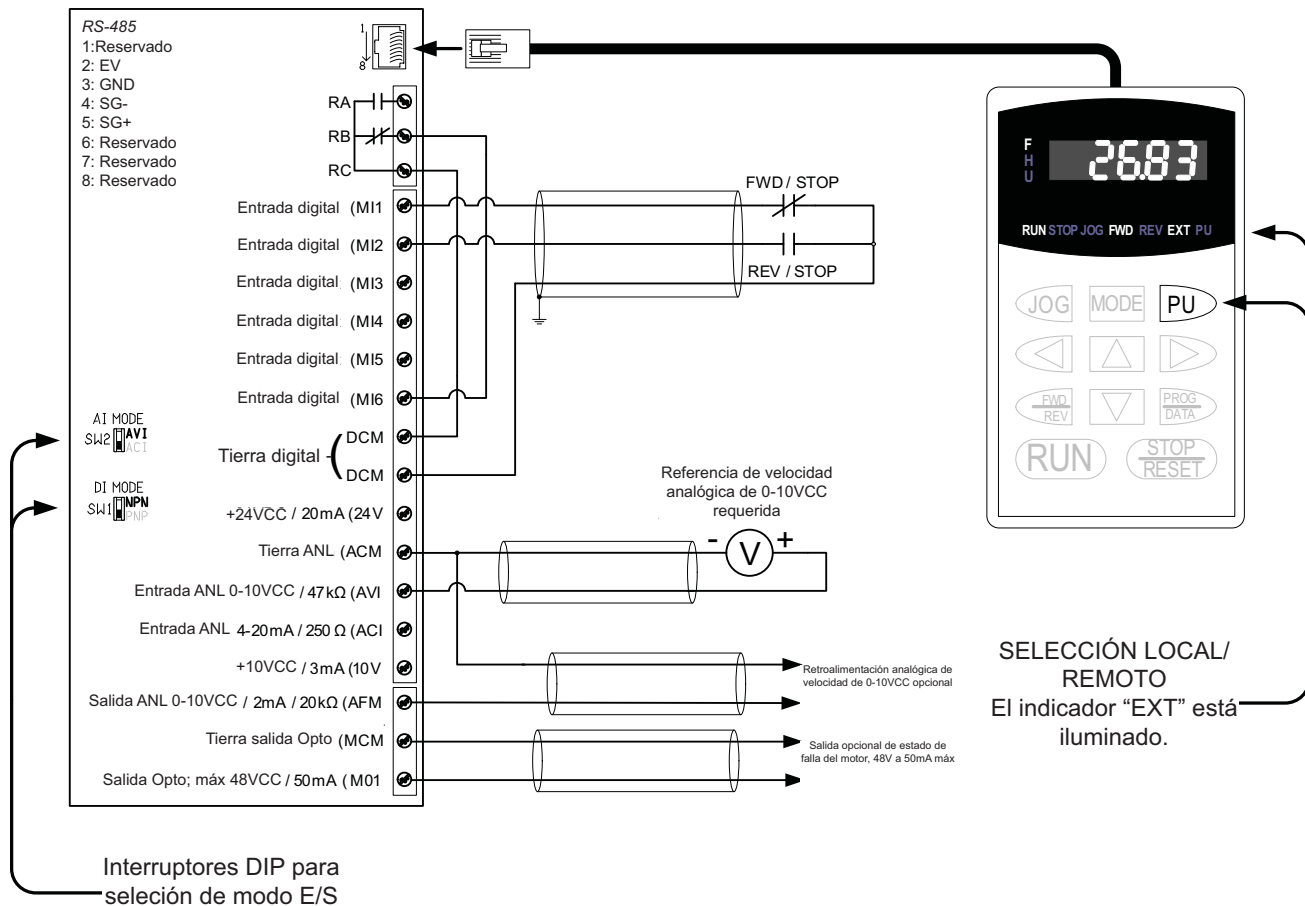 RS-485
1:Reservado
2: EV
3: GND
4: SG-
5: SG+
6: Reservado
7: Reservado
8: Reservado
1
8
RA
RB
RC
Entrada digital (MI1
Entrada digital (MI2
Entrada digital (MI3
Entrada digital (MI4
Entrada digital (MI5
Entrada digital (MI6
Tierra digital
(DCM
DCM
+24VCC / 20mA (24V
Tierra ANL (ACM
Entrada ANL 0-10VCC / 47kΩ (AVI
Entrada ANL 4-20mA / 250 Ω (ACI
+10VCC / 3mA (10V
Salida ANL 0-10VCC / 2mA / 20kΩ (AFM
Tierra salida Opto (MCM
Salida Opto; máx 48VCC / 50mA (M01
AI MODE
SW2 AVI
ACI
DI MODE
SW1 NPN
PNP
FWD / STOP
REV / STOP
Referencia de velocidad
analógica de 0-10VCC
requerida
- V +
Retroalimentación analógica de
velocidad de 0-10VCC opcional
Salida opcional de estado de
falla del motor, 48V a 50mA máx
F
H
U
26.83
RUN STOP JOG FWD REV EXT PU
JOG MODE PU
FWD
REV
PROG
DATA
RUN
STOP
RESET
SELECCIÓN LOCAL/
REMOTO
El indicador “EXT” está
iluminado.
Interruptores DIP para
seleción de modo E/S